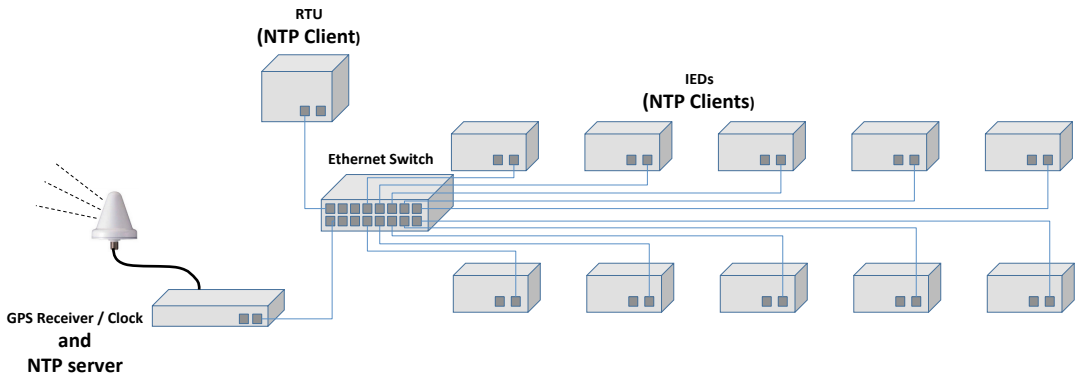 RTU
(NTP Client)
IEDs
(NTP Clients)
Ethernet Switch
GPS Receiver / Clock
and
NTP server